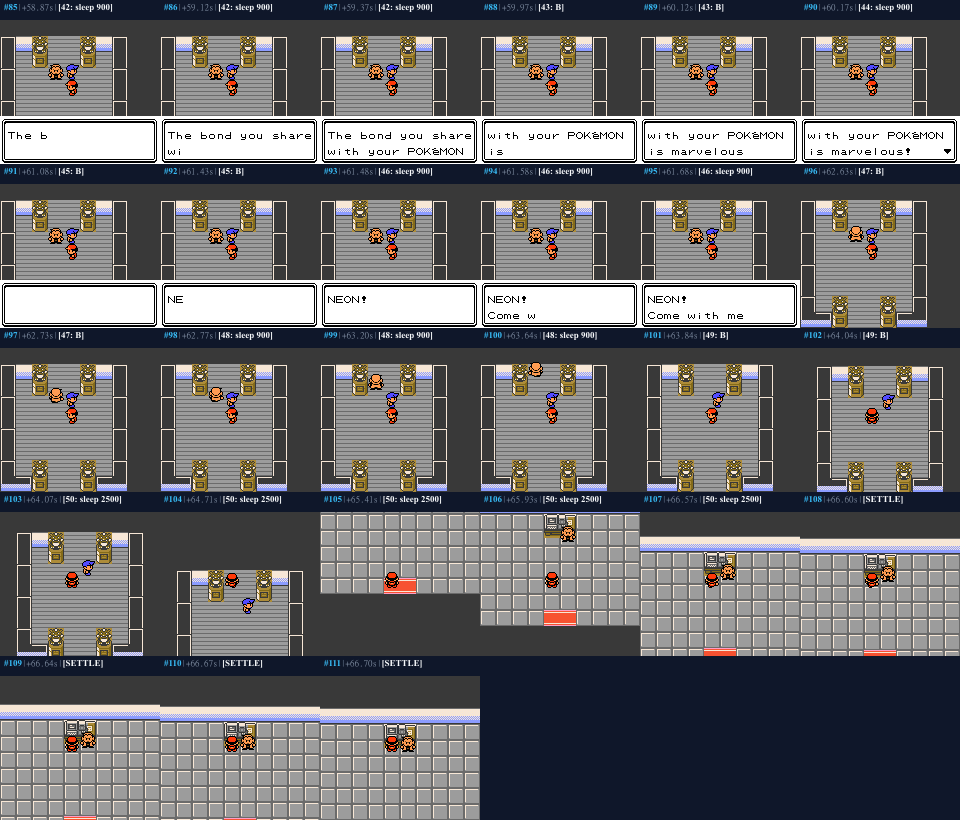 #85|+58.87s|[42: sleep 900]
#86|+59.12s|[42: sleep 900]
#87|+59.37s|[42: sleep 900]
#88|+59.97s|[43: B]
#89|+60.12s|[43: B]
#90|+60.17s|[44: sleep 900]
The b
The bond you share
wi
The bond you share
with your POKéMON
with your POKéMON
is
with your POKéMON
is marvelous
with your POKéMON
is marvelous!
#91|+61.08s|[45: B]
#92|+61.43s|[45: B]
#93|+61.48s|[46: sleep 900]
#94|+61.58s|[46: sleep 900]
#95|+61.68s|[46: sleep 900]
#96|+62.63s|[47: B]
NE
NEON!
NEON!
Come w
NEON!
Come with me
#97|+62.73s|[47: B]
#98|+62.77s|[48: sleep 900]
#99|+63.20s|[48: sleep 900]
#100|+63.64s|[48: sleep 900]
#101|+63.84s|[49: B]
#102|+64.04s|[49: B]
#103|+64.07s|[50: sleep 2500]
#104|+64.71s|[50: sleep 2500]
#105|+65.41s|[50: sleep 2500]
#106|+65.93s|[50: sleep 2500]
#107|+66.57s|[50: sleep 2500]
#108|+66.60s|[SETTLE]
#109|+66.64s|[SETTLE]
#110|+66.67s|[SETTLE]
#111|+66.70s|[SETTLE]